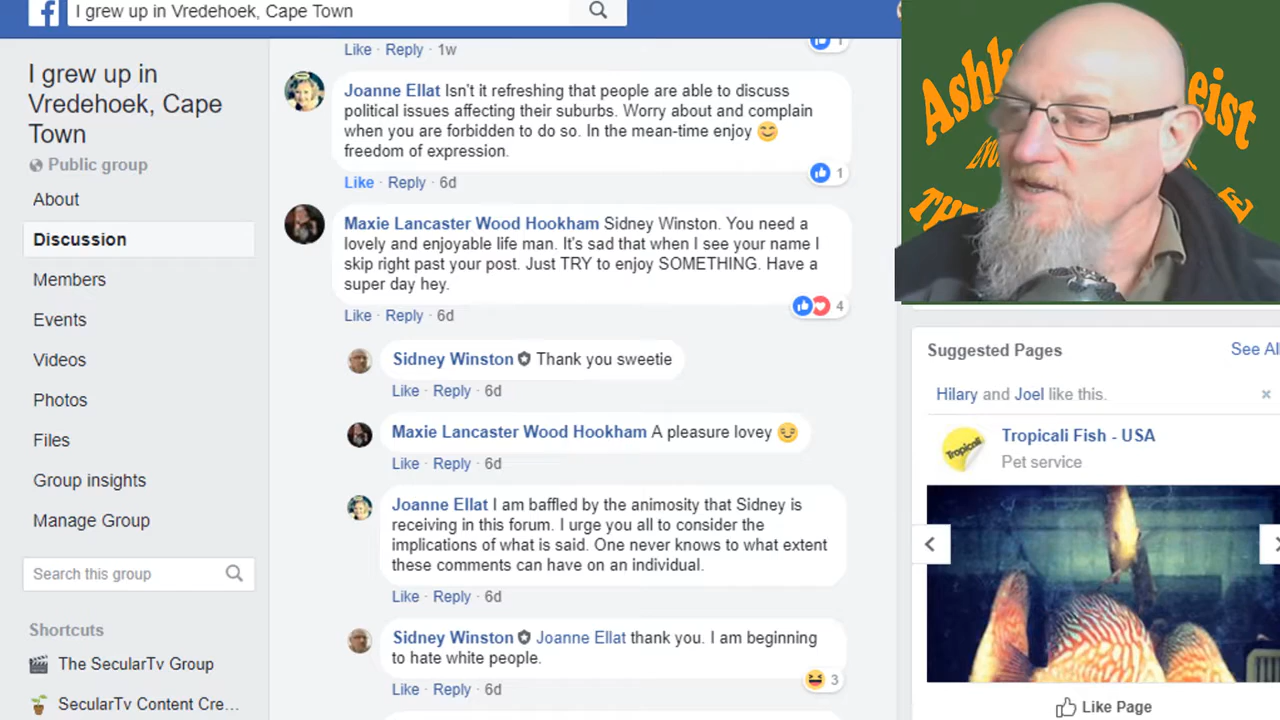 I grew up in Vredehoek, Cape Town
I grew up in
Vredehoek, Cape
Town
Public group
About
Discussion
Members
Events
Videos
Photos
Files
Group insights
Manage Group
Search this group
Shortcuts
The SecularTv Group
SecularTv Content Cre...
Like · Reply · 1w
1
Joanne Ellat Isn't it refreshing that people are able to discuss
political issues affecting their suburbs. Worry about and complain
when you are forbidden to do so. In the mean-time enjoy 😊
freedom of expression.
1
Like · Reply · 6d
Maxie Lancaster Wood Hookham Sidney Winston. You need a
lovely and enjoyable life man. It's sad that when I see your name I
skip right past your post. Just TRY to enjoy SOMETHING. Have a
super day hey.
4
Like · Reply · 6d
Sidney Winston Thank you sweetie
Like · Reply · 6d
Maxie Lancaster Wood Hookham A pleasure lovey 😏
Like · Reply · 6d
Joanne Ellat I am baffled by the animosity that Sidney is
receiving in this forum. I urge you all to consider the
implications of what is said. One never knows to what extent
these comments can have on an individual.
Like · Reply · 6d
Sidney Winston Joanne Ellat thank you. I am beginning
to hate white people.
😆 3
Like · Reply · 6d
Suggested Pages
See All
Hilary and Joel like this.
Tropicali Fish - USA
Pet service
Tropicali
Like Page